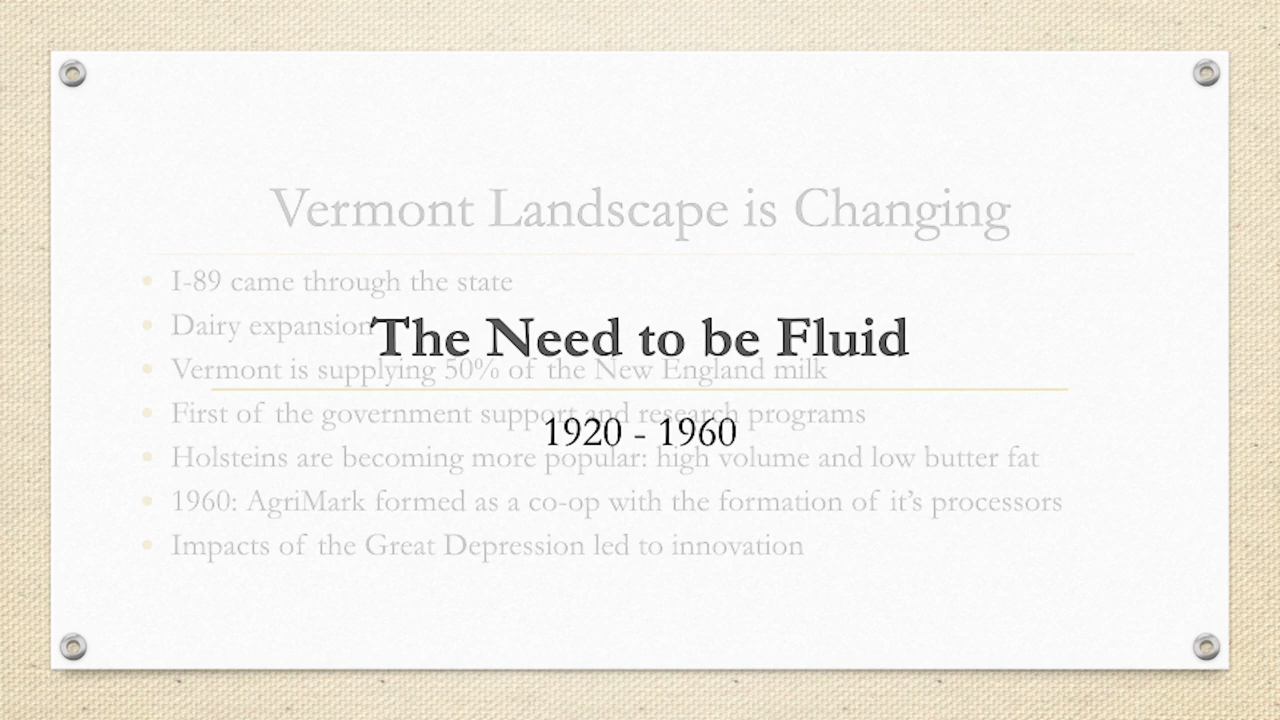 Vermont Landscape is Changing
• I-89 came through the state
• Dairy expansion
The Need to be Fluid
• Vermont is supplying 50% of the New England milk
• First of the government support and research programs
1920 - 1960
• Holsteins are becoming more popular: high volume and low butter fat
• 1960: AgriMark formed as a co-op with the formation of it’s processors
• Impacts of the Great Depression led to innovation